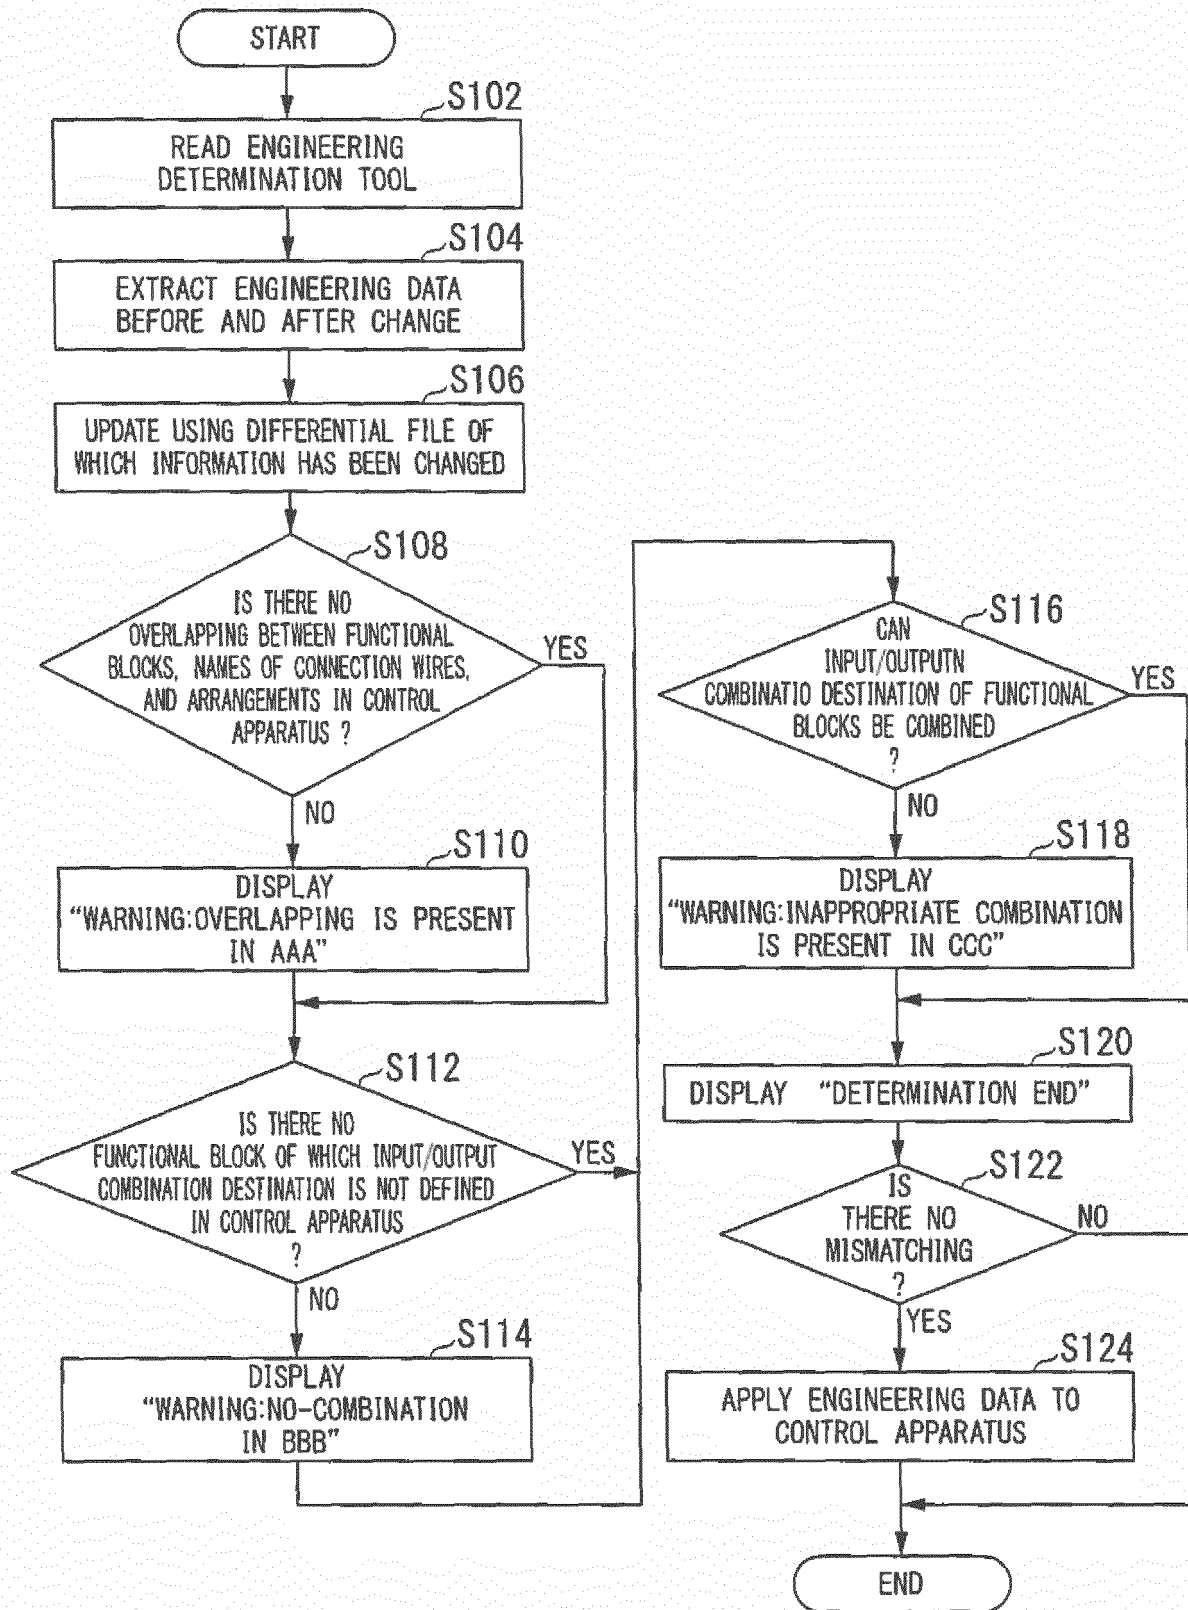 START
S102
READ ENGINEERING
DETERMINATION TOOL
S104
EXTRACT ENGINEERING DATA
BEFORE AND AFTER CHANGE
S106
UPDATE USING DIFFERENTIAL FILE OF
WHICH INFORMATION HAS BEEN CHANGED
S108
IS THERE NO
OVERLAPPING BETWEEN FUNCTIONAL
BLOCKS, NAMES OF CONNECTION WIRES,
AND ARRANGEMENTS IN CONTROL
APPARATUS ?
YES
NO
S110
DISPLAY
“WARNING:OVERLAPPING IS PRESENT
IN AAA”
S112
IS THERE NO
FUNCTIONAL BLOCK OF WHICH INPUT/OUTPUT
COMBINATION DESTINATION IS NOT DEFINED
IN CONTROL APPARATUS
?
YES
NO
S114
DISPLAY
“WARNING:NO-COMBINATION
IN BBB”
S116
CAN
INPUT/OUTPUTN
COMBINATIO DESTINATION OF FUNCTIONAL
BLOCKS BE COMBINED
?
YES
NO
S118
DISPLAY
“WARNING:INAPPROPRIATE COMBINATION
IS PRESENT IN CCC”
S120
DISPLAY “DETERMINATION END”
S122
IS
THERE NO
MISMATCHING
?
NO
YES
S124
APPLY ENGINEERING DATA TO
CONTROL APPARATUS
END